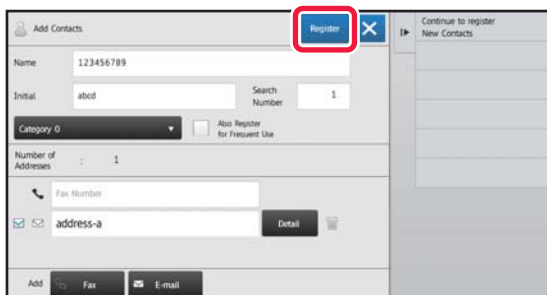 Add Contacts
Register
Continue to register
New Contacts
Name
123456789
Initial
abcd
Search
Number
1
Category 0
Also Register
for Frequent Use
Number of
Addresses
:
1
Fax Number
address-a
Detail
Add
Fax
E-mail